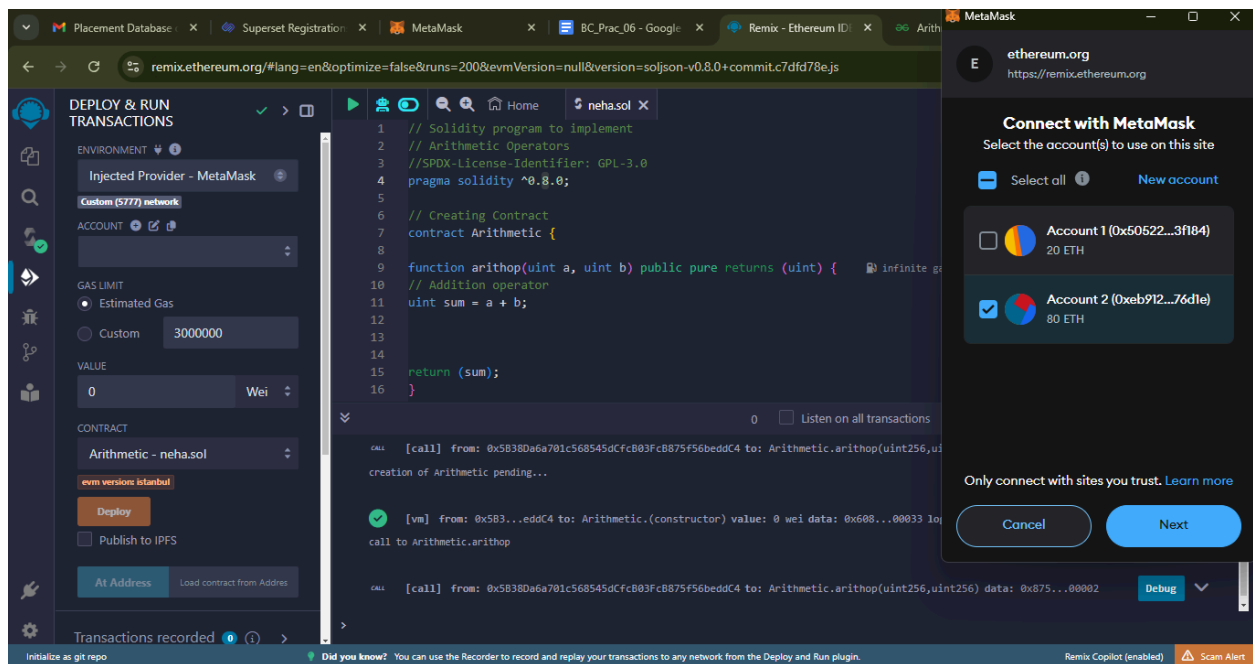 Placement Database
Superset Registration
MetaMask
BC_Prac_06 - Google
Remix - Ethereum IDE
Arith
remix.ethereum.org/#lang=en&optimize=false&runs=200&evmVersion=null&version=soljson-v0.8.0+commit.c7dfd78e.js
DEPLOY & RUN
TRANSACTIONS
ENVIRONMENT
Injected Provider - MetaMask
Custom (5777) network
ACCOUNT
GAS LIMIT
Estimated Gas
Custom 3000000
VALUE
0 Wei
CONTRACT
Arithmetic - neha.sol
evm version: istanbul
Deploy
Publish to IPFS
At Address Load contract from Addres
Transactions recorded 0 i
Home
neha.sol
1 // Solidity program to implement
2 // Arithmetic Operators
3 //SPDX-License-Identifier: GPL-3.0
4 pragma solidity ^0.8.0;
5
6 // Creating Contract
7 contract Arithmetic {
8
9 function arithop(uint a, uint b) public pure returns (uint) { infinite ga
10 // Addition operator
11 uint sum = a + b;
12
13
14
15 return (sum);
16 }
0 Listen on all transactions
CALL [call] from: 0x5B38Da6a701c568545dCfcB03FcB875f56beddC4 to: Arithmetic.arithop(uint256,ui
creation of Arithmetic pending...
[vm] from: 0x5B3...eddC4 to: Arithmetic.(constructor) value: 0 wei data: 0x608...00033 log
call to Arithmetic.arithop
CALL [call] from: 0x5B38Da6a701c568545dCfcB03FcB875f56beddC4 to: Arithmetic.arithop(uint256,uint256) data: 0x875...00002
Debug
>
MetaMask
E
ethereum.org
https://remix.ethereum.org
Connect with MetaMask
Select the account(s) to use on this site
Select all New account
Account 1 (0x50522...3f184)
20 ETH
Account 2 (0xeb912...76d1e)
80 ETH
Only connect with sites you trust. Learn more
Cancel Next
Initialize as git repo
Did you know? You can use the Recorder to record and replay your transactions to any network from the Deploy and Run plugin.
Remix Copilot (enabled)
Scam Alert